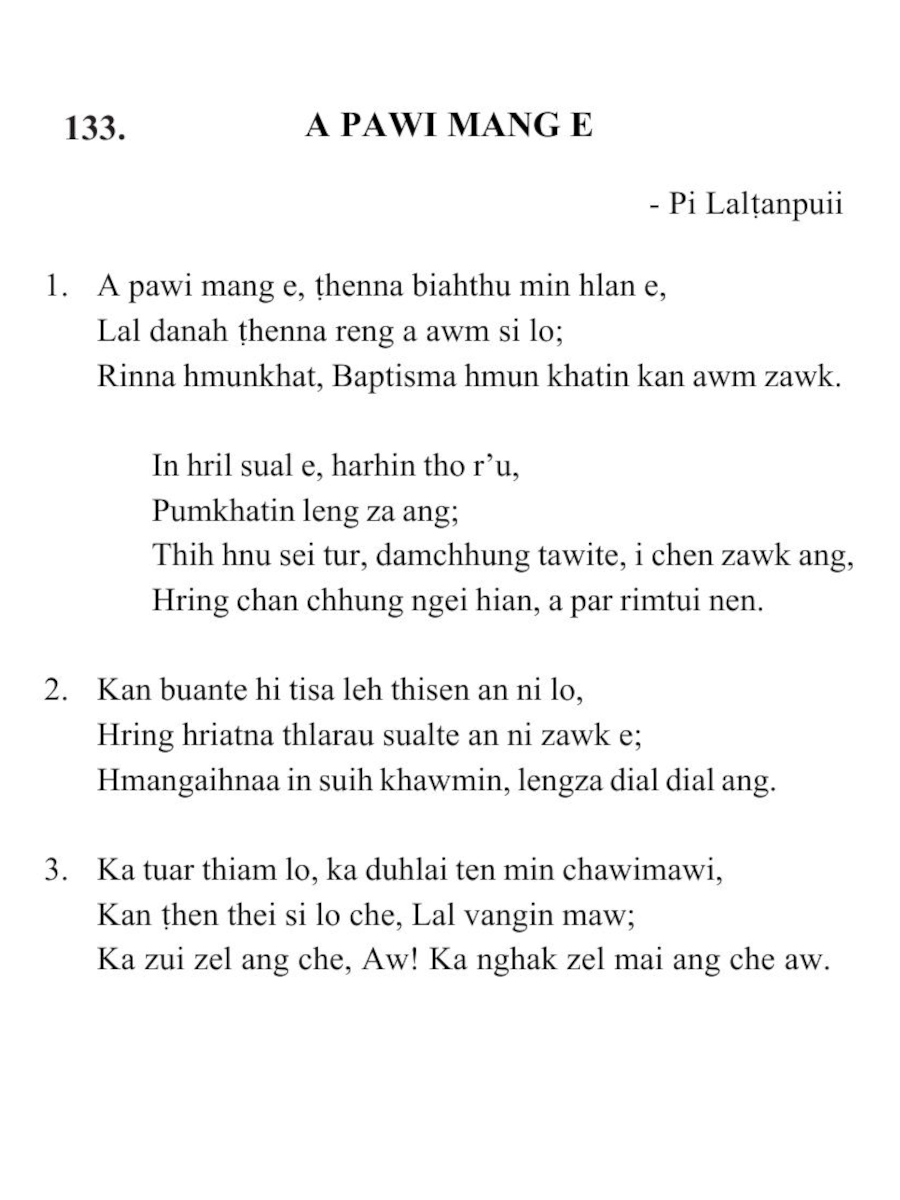 133.
A PAWI MANG E
- Pi Lalṭanpuii
1. A pawi mang e, ṭhenna biahthu min hlan e,
Lal danah ṭhenna reng a awm si lo;
Rinna hmunkhat, Baptisma hmun khatin kan awm zawk.
In hril sual e, harhin tho r’u,
Pumkhatin leng za ang;
Thih hnu sei tur, damchhung tawite, i chen zawk ang,
Hring chan chhung ngei hian, a par rimtui nen.
2. Kan buante hi tisa leh thisen an ni lo,
Hring hriatna thlarau sualte an ni zawk e;
Hmangaihnaa in suih khawmin, lengza dial dial ang.
3. Ka tuar thiam lo, ka duhlai ten min chawimawi,
Kan ṭhen thei si lo che, Lal vangin maw;
Ka zui zel ang che, Aw! Ka nghak zel mai ang che aw.